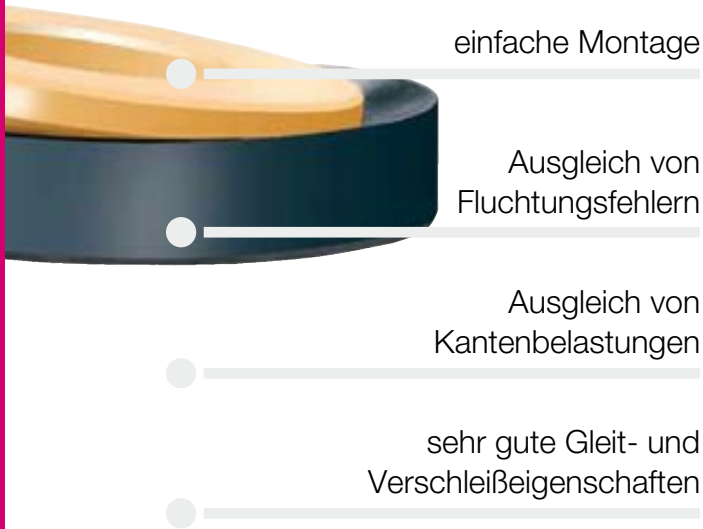 einfache Montage
Ausgleich von
Fluchtungsfehlern
Ausgleich von
Kantenbelastungen
sehr gute Gleit- und
Verschleißeigenschaften